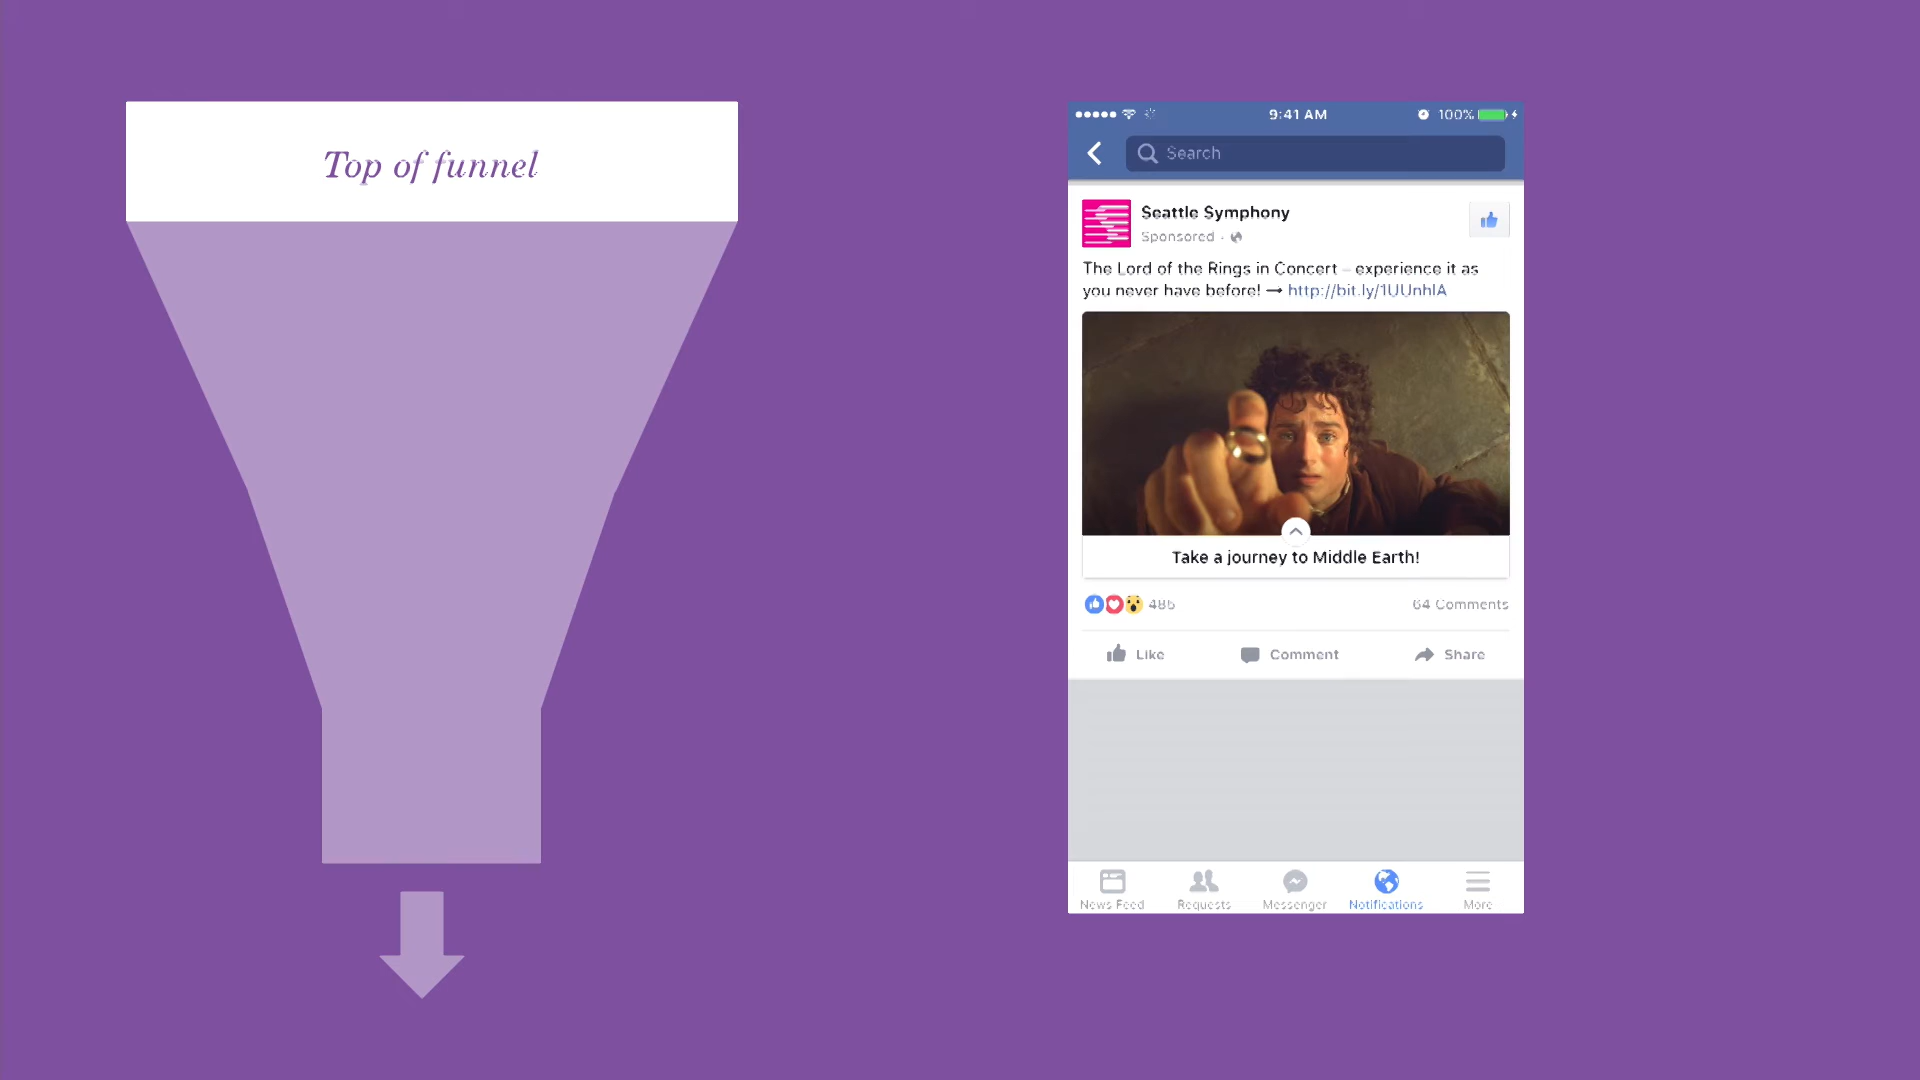 Top of funnel
9:41 AM
100%
Search
Seattle Symphony
Sponsored ·
The Lord of the Rings in Concert – experience it as
you never have before! → http://bit.ly/1UUnhIA
Take a journey to Middle Earth!
485
64 Comments
Like
Comment
Share
News Feed
Requests
Messenger
Notifications
More